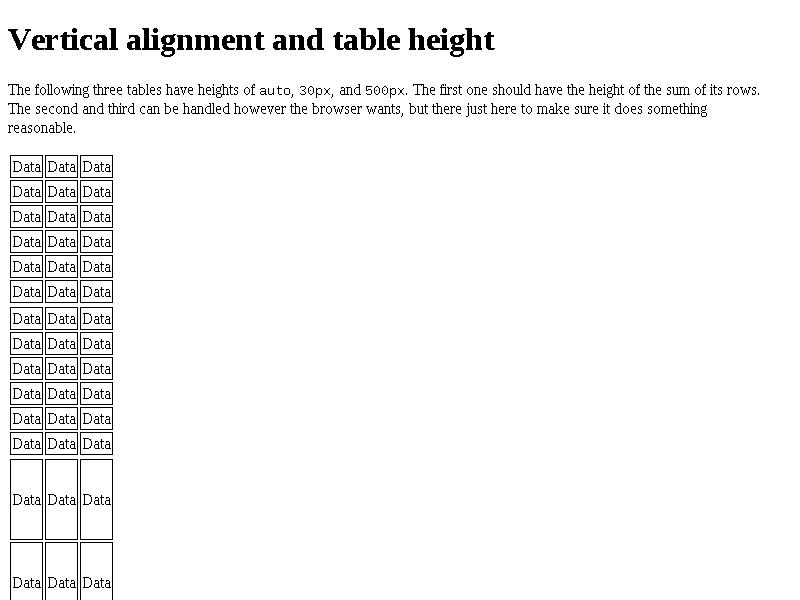 Vertical alignment and table height
The following three tables have heights of auto, 30px, and 500px. The first one should have the height of the sum of its rows.
The second and third can be handled however the browser wants, but there just here to make sure it does something
reasonable.
Data Data Data
Data Data Data
Data Data Data
Data Data Data
Data Data Data
Data Data Data
Data Data Data
Data Data Data
Data Data Data
Data Data Data
Data Data Data
Data Data Data
Data Data Data
Data Data Data